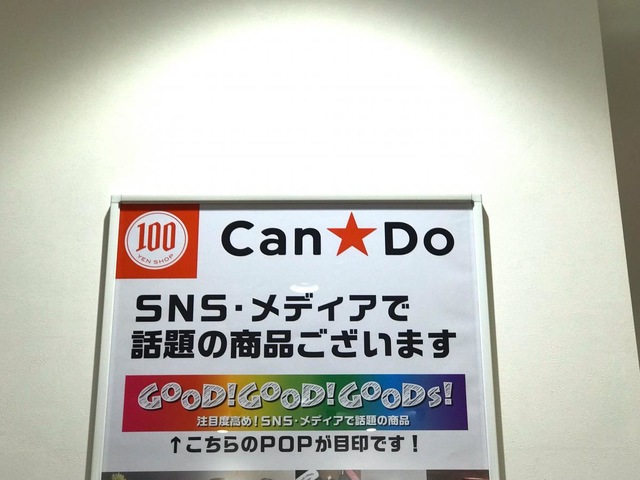 100
YEN SHOP
Can★Do
SNS・メディアで
話題の商品ございます
GOOD!GOOD!GOODS!
注目度高め!SNS・メディアで話題の商品
↑こちらのPOPが目印です!